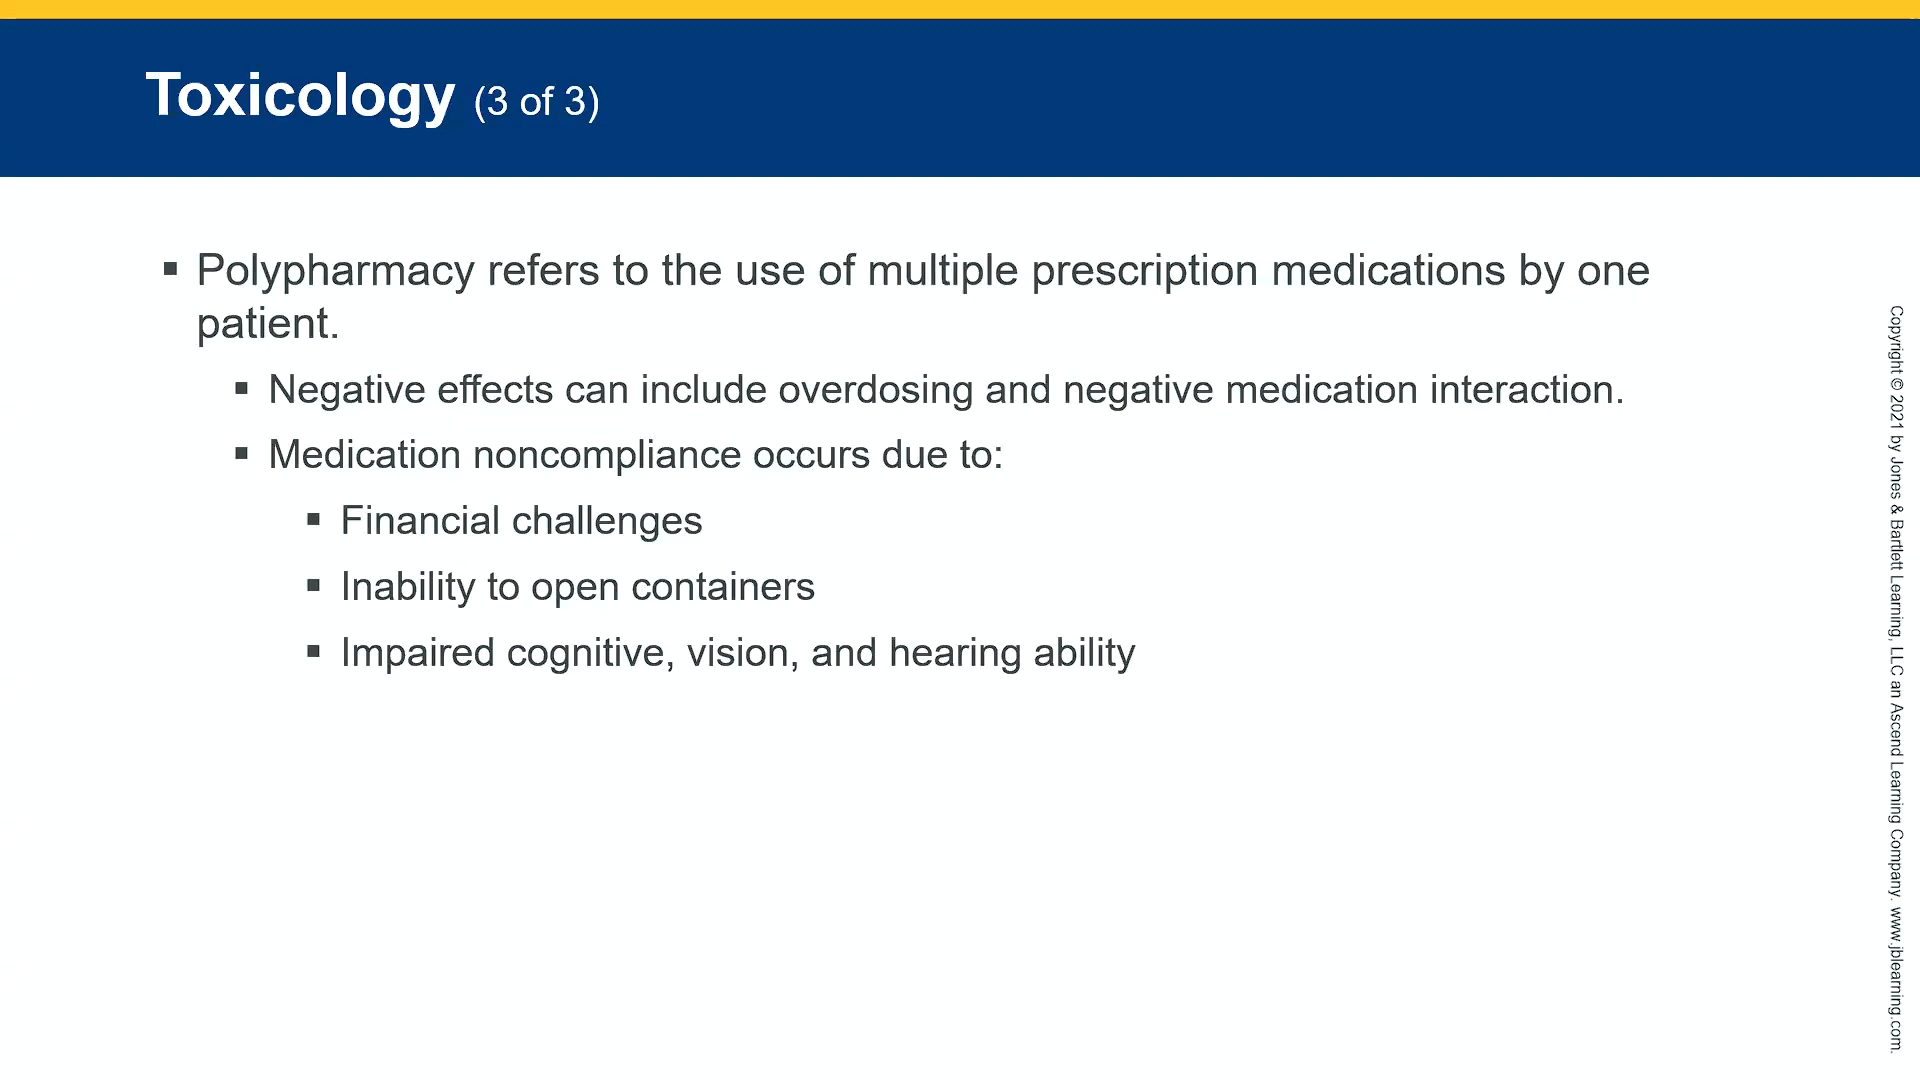 Toxicology (3 of 3)
▪ Polypharmacy refers to the use of multiple prescription medications by one
patient.
▪ Negative effects can include overdosing and negative medication interaction.
▪ Medication noncompliance occurs due to:
▪ Financial challenges
▪ Inability to open containers
▪ Impaired cognitive, vision, and hearing ability
Copyright © 2021 by Jones & Bartlett Learning, LLC an Ascend Learning Company. www.jblearning.com.